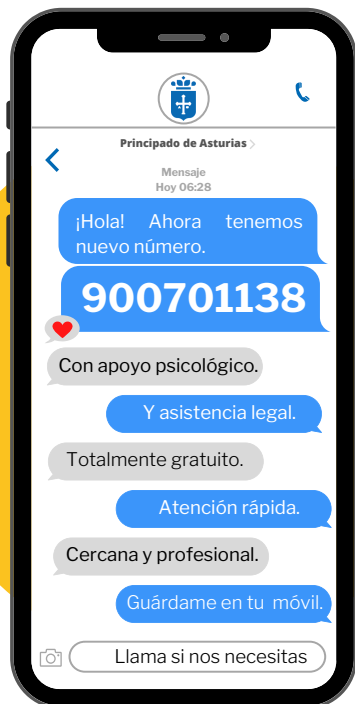 Principado de Asturias
Mensaje
Hoy 06:28
¡Hola! Ahora tenemos
nuevo número.
900701138
Con apoyo psicológico.
Y asistencia legal.
Totalmente gratuito.
Atención rápida.
Cercana y profesional.
Guárdame en tu móvil.
Llama si nos necesitas